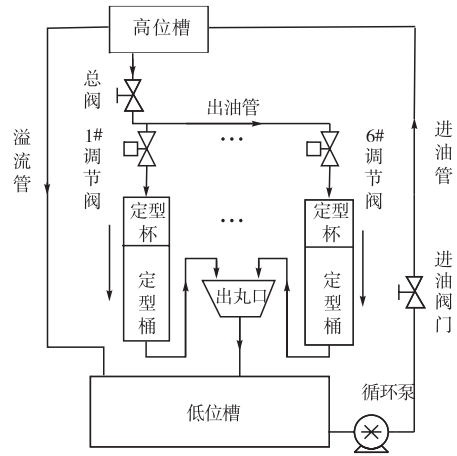 高位槽
总阀
出油管
溢流管
1#调节阀
…
6#调节阀
进油管
定型杯
…
定型杯
定型桶
出丸口
定型桶
进油阀门
循环泵
低位槽